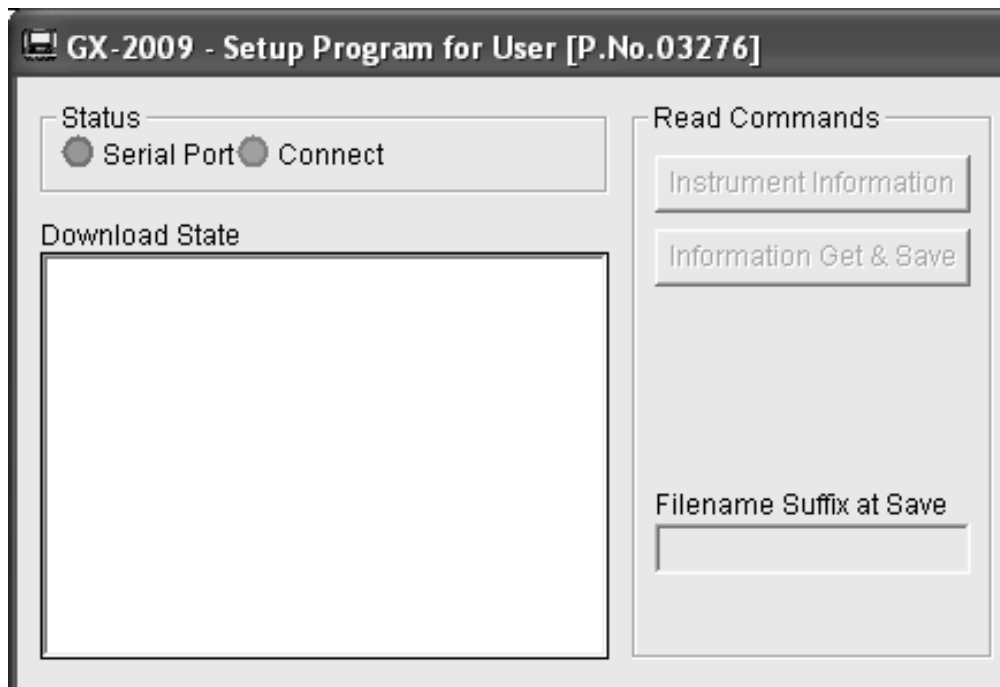 GX-2009 - Setup Program for User [P.No.03276]
Status
Serial Port Connect
Download State
Read Commands
Instrument Information
Information Get & Save
Filename Suffix at Save